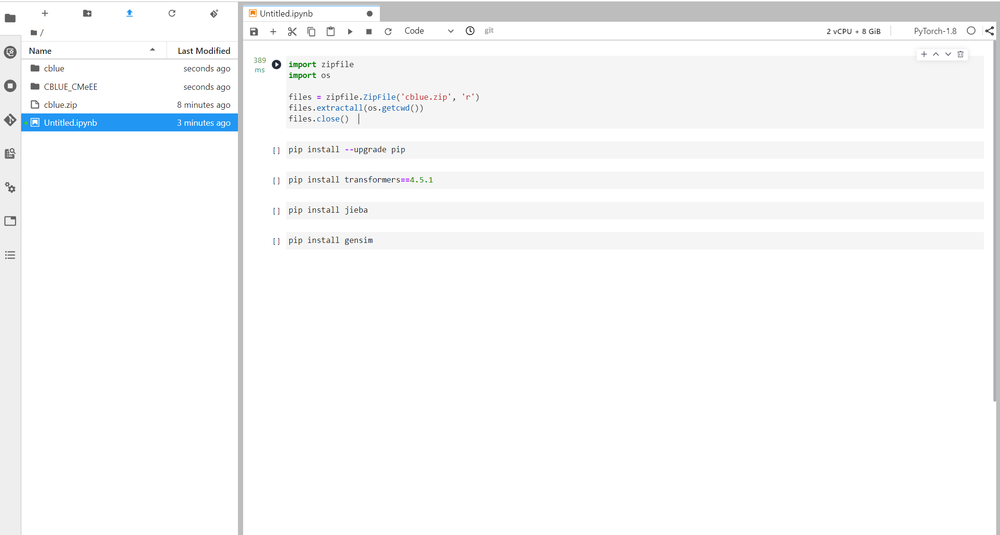 /
Name
Last Modified
cblue
seconds ago
CBLUE_CMeEE
seconds ago
cblue.zip
8 minutes ago
Untitled.ipynb
3 minutes ago
Untitled.ipynb
Code
git
2 vCPU + 8 GiB
PyTorch-1.8
389
ms
import zipfile
import os
files = zipfile.ZipFile('cblue.zip', 'r')
files.extractall(os.getcwd())
files.close()
[] pip install --upgrade pip
[] pip install transformers==4.5.1
[] pip install jieba
[] pip install gensim